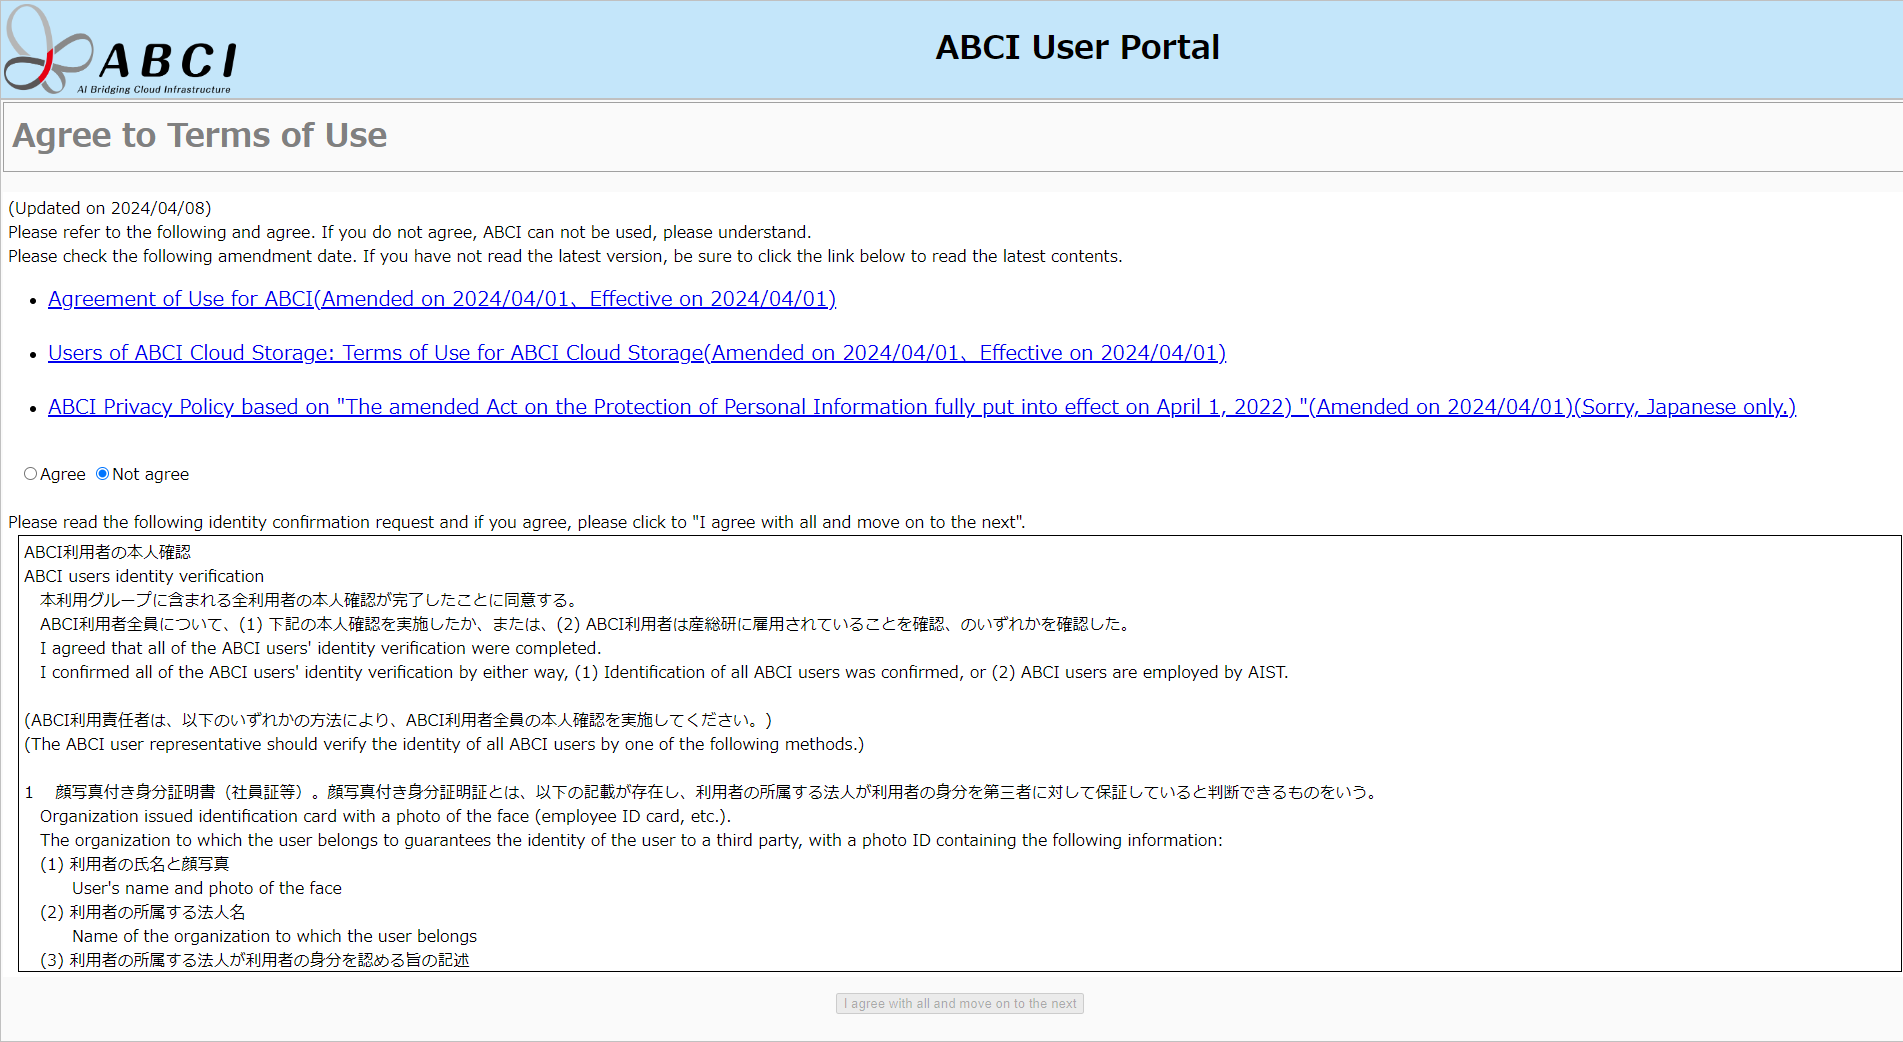 ABCI
AI Bridging Cloud Infrastructure
ABCI User Portal
Agree to Terms of Use
(Updated on 2024/04/08)
Please refer to the following and agree. If you do not agree, ABCI can not be used, please understand.
Please check the following amendment date. If you have not read the latest version, be sure to click the link below to read the latest contents.
Agreement of Use for ABCI(Amended on 2024/04/01、Effective on 2024/04/01)
Users of ABCI Cloud Storage: Terms of Use for ABCI Cloud Storage(Amended on 2024/04/01、Effective on 2024/04/01)
ABCI Privacy Policy based on "The amended Act on the Protection of Personal Information fully put into effect on April 1, 2022) "(Amended on 2024/04/01)(Sorry, Japanese only.)
Agree Not agree
Please read the following identity confirmation request and if you agree, please click to "I agree with all and move on to the next".
ABCI利用者の本人確認
ABCI users identity verification
本利用グループに含まれる全利用者の本人確認が完了したことに同意する。
ABCI利用者全員について、(1) 下記の本人確認を実施したか、または、(2) ABCI利用者は産総研に雇用されていることを確認、のいずれかを確認した。
I agreed that all of the ABCI users' identity verification were completed.
I confirmed all of the ABCI users' identity verification by either way, (1) Identification of all ABCI users was confirmed, or (2) ABCI users are employed by AIST.
(ABCI利用責任者は、以下のいずれかの方法により、ABCI利用者全員の本人確認を実施してください。)
(The ABCI user representative should verify the identity of all ABCI users by one of the following methods.)
1　顔写真付き身分証明書（社員証等）。顔写真付き身分証明証とは、以下の記載が存在し、利用者の所属する法人が利用者の身分を第三者に対して保証していると判断できるものをいう。
Organization issued identification card with a photo of the face (employee ID card, etc.).
The organization to which the user belongs to guarantees the identity of the user to a third party, with a photo ID containing the following information:
(1) 利用者の氏名と顔写真
User's name and photo of the face
(2) 利用者の所属する法人名
Name of the organization to which the user belongs
(3) 利用者の所属する法人が利用者の身分を認める旨の記述
I agree with all and move on to the next